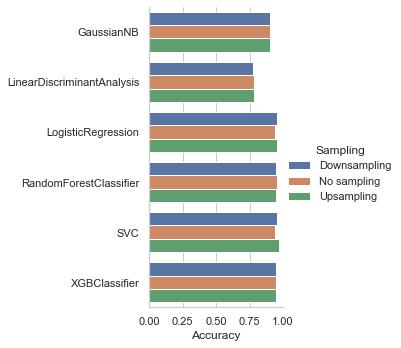 GaussianNB
LinearDiscriminantAnalysis
LogisticRegression
RandomForestClassifier
SVC
XGBClassifier
Sampling
Downsampling
No sampling
Upsampling
0.00 0.25 0.50 0.75 1.00
Accuracy